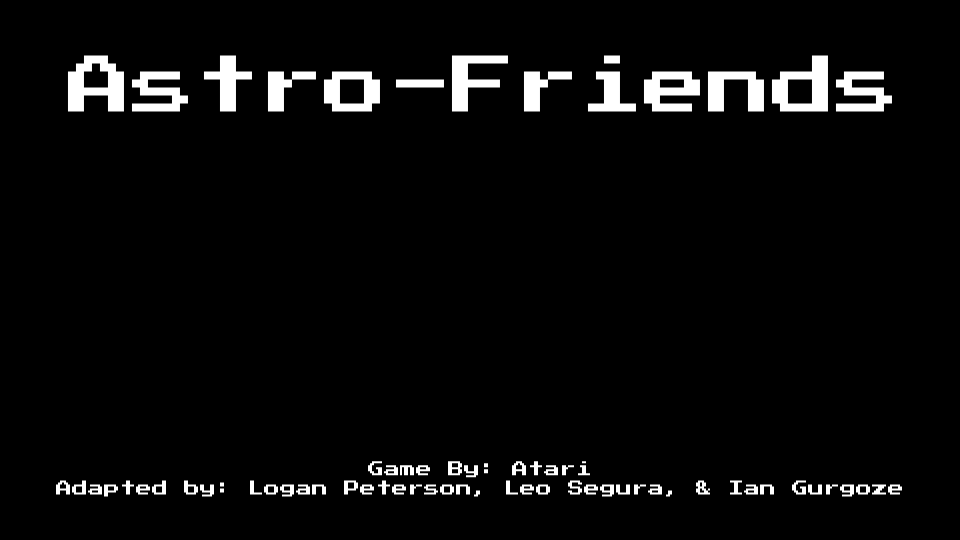 Astro-Friends
Game By: Atari
Adapted by: Logan Peterson, Leo Segura, & Ian Gurgoze